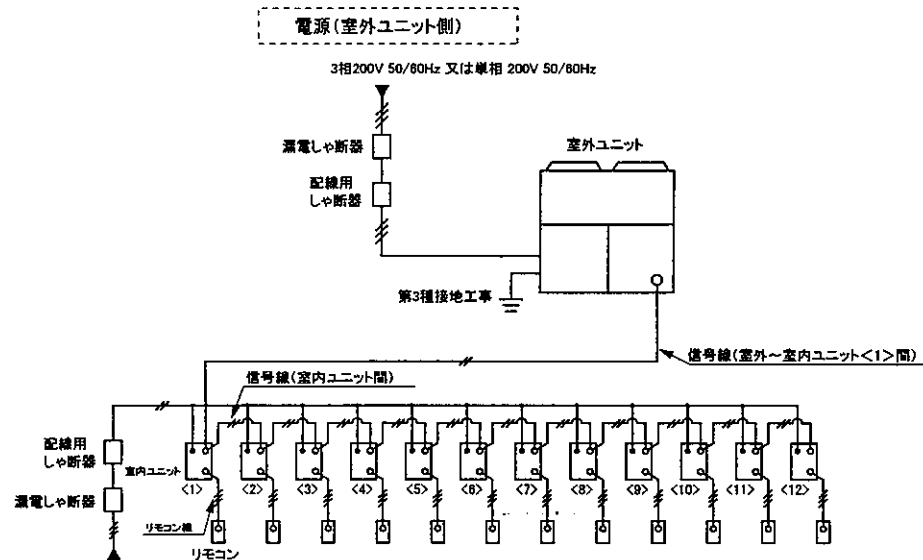 電源(室外ユニット側)
3相200V 50/60Hz 又は単相 200V 50/60Hz
漏電しゃ断器
室外ユニット
配線用
しゃ断器
第3種接地工事
信号線(室外～室内ユニット<1>間)
信号線(室内ユニット間)
配線用
しゃ断器
室内ユニット
<1> <2> <3> <4> <5> <6> <7> <8> <9> <10> <11> <12>
漏電しゃ断器
リモコン線
リモコン